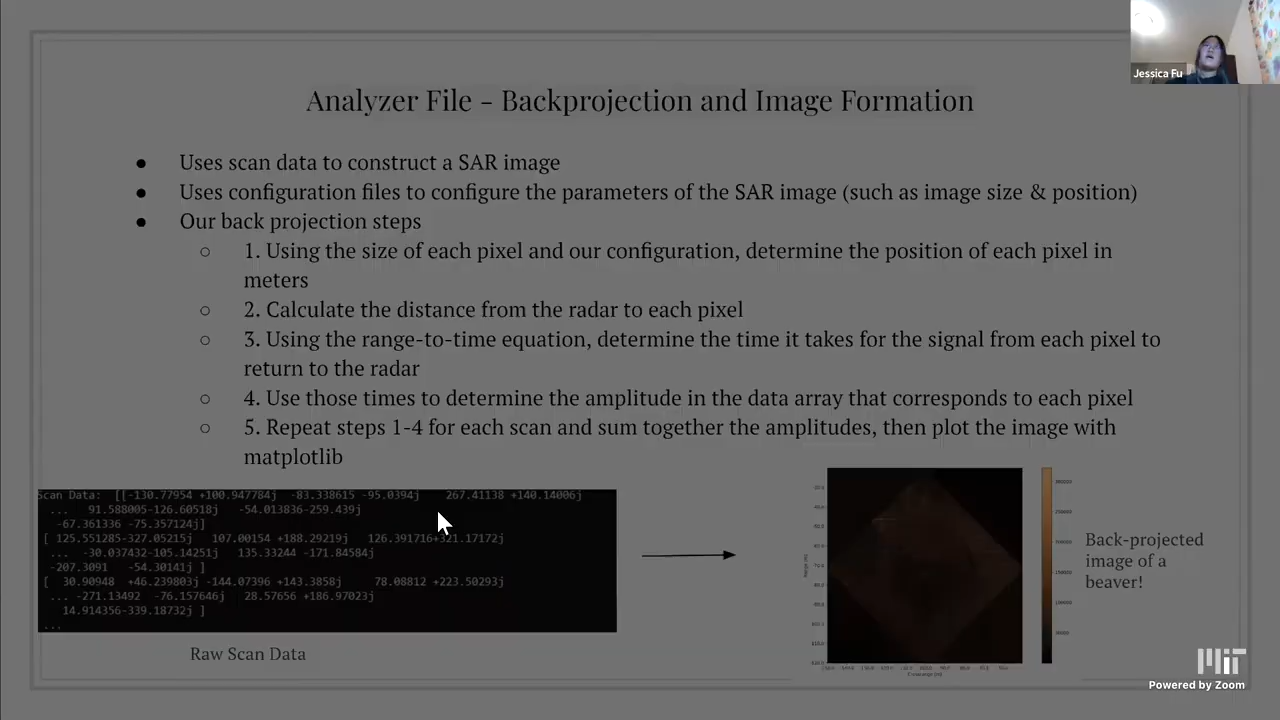 Jessica Fu
Analyzer File - Backprojection and Image Formation
● Uses scan data to construct a SAR image
● Uses configuration files to configure the parameters of the SAR image (such as image size & position)
● Our back projection steps
○ 1. Using the size of each pixel and our configuration, determine the position of each pixel in
meters
○ 2. Calculate the distance from the radar to each pixel
○ 3. Using the range-to-time equation, determine the time it takes for the signal from each pixel to
return to the radar
○ 4. Use those times to determine the amplitude in the data array that corresponds to each pixel
○ 5. Repeat steps 1-4 for each scan and sum together the amplitudes, then plot the image with
matplotlib
Scan Data: [[-130.77954 +100.947784j -83.338615 -95.0394j 267.41138 +140.14006j
... 91.588005-126.60518j -54.013836-259.439j
-67.361336 -75.357124j]
[ 125.551285-327.05215j 107.00154 +188.29219j 126.391716+321.17172j
... -30.037432-105.14251j 135.33244 -171.84584j
-207.3091 -54.30141j ]
[ 30.90948 +46.239803j -144.07396 +143.3858j 78.08812 +223.50293j
... -271.13492 -76.157646j 28.57656 +186.97023j
14.914356-339.18732j ]
...
Raw Scan Data
Back-projected
image of a
beaver!
MIT
Powered by Zoom